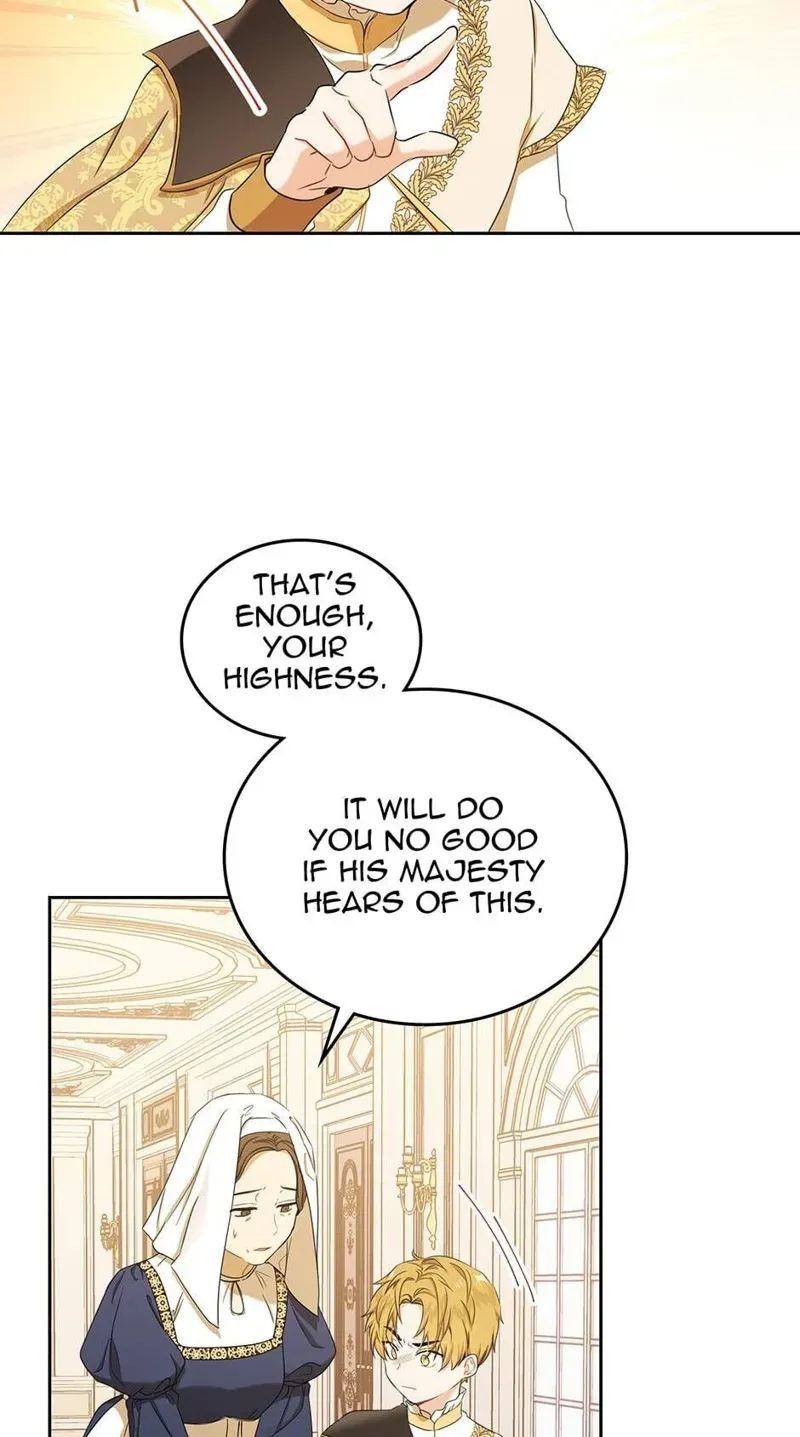 THAT'S
ENOUGH,
YOUR
HIGHNESS.
IT WILL DO
YOU NO GOOD
IF HIS MAJESTY
HEARS OF THIS.